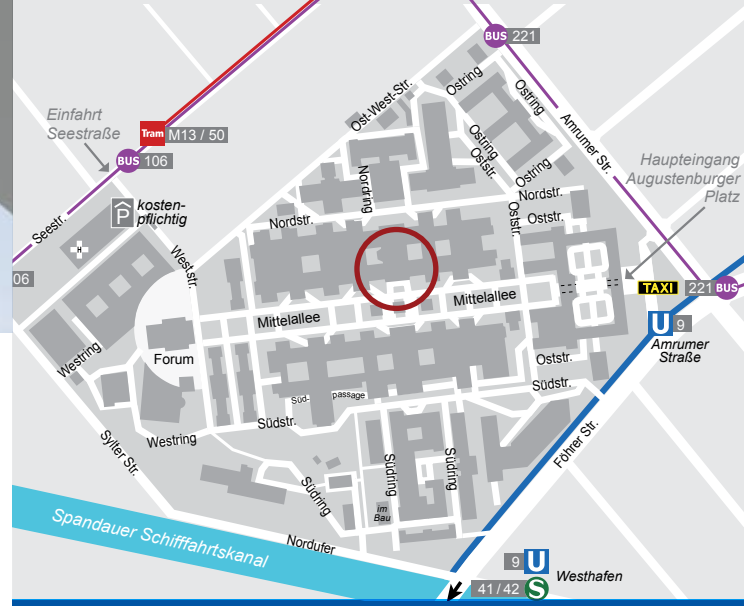 BUS 221
Ostring
Ostring
Ost-West-Str.
Amrumer Str.
Einfahrt
Seestraße
Tram M13 / 50
BUS 106
Ostring
Oststr.
Ostring
Haupteingang
Augustenburger
Platz
Nordring
Nordstr.
P kosten-
pflichtig
Nordstr.
Oststr.
Oststr.
Seestr.
H
Weststr.
06
TAXI
221 BUS
Mittelallee
Mittelallee
U 9
Amrumer
Straße
Westring
Forum
Oststr.
Südstr.
Süd-
passage
Südstr.
Westring
Sylter Str.
Föhrer Str.
Südring
Südring
Südring
im
Bau
Spandauer Schifffahrtskanal
Nordufer
9 U
Westhafen
41 / 42 S